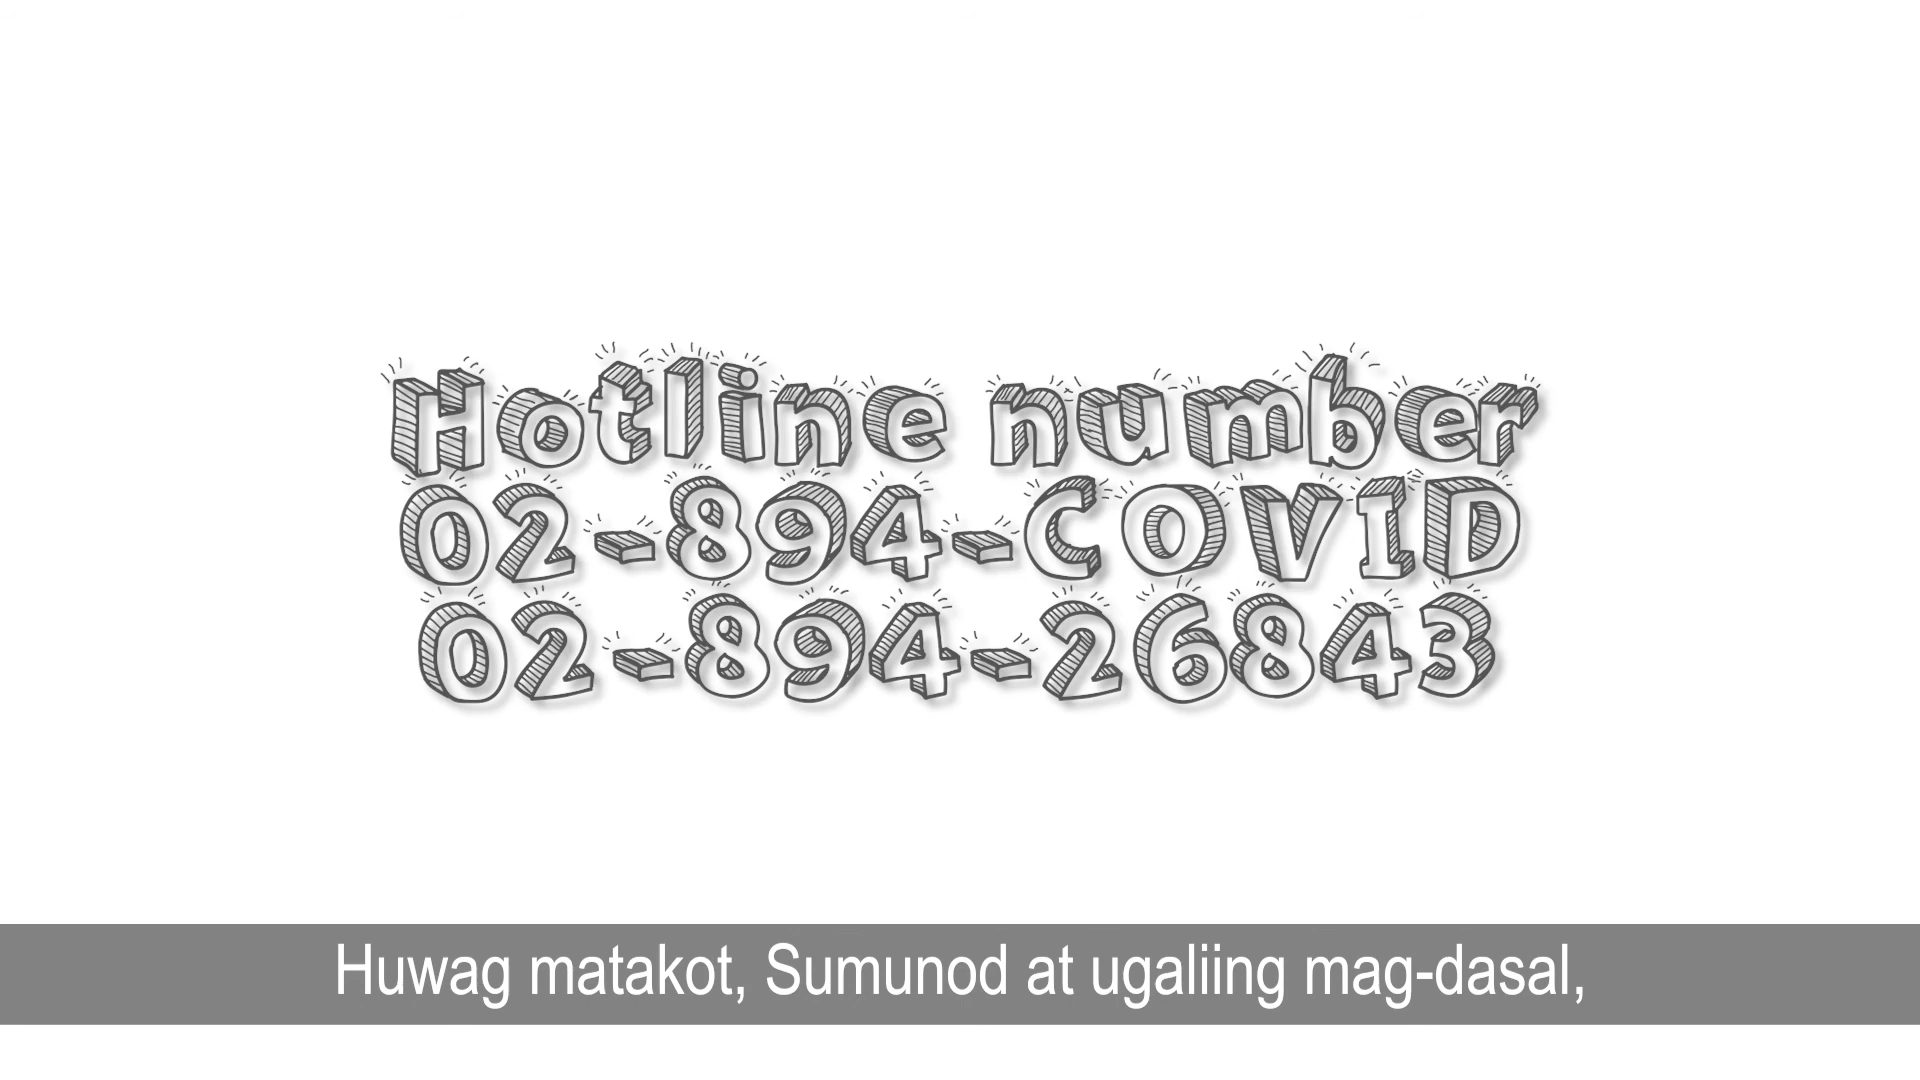 Hotline number
02-894-COVID
02-894-26843
Huwag matakot, Sumunod at ugaliing mag-dasal,